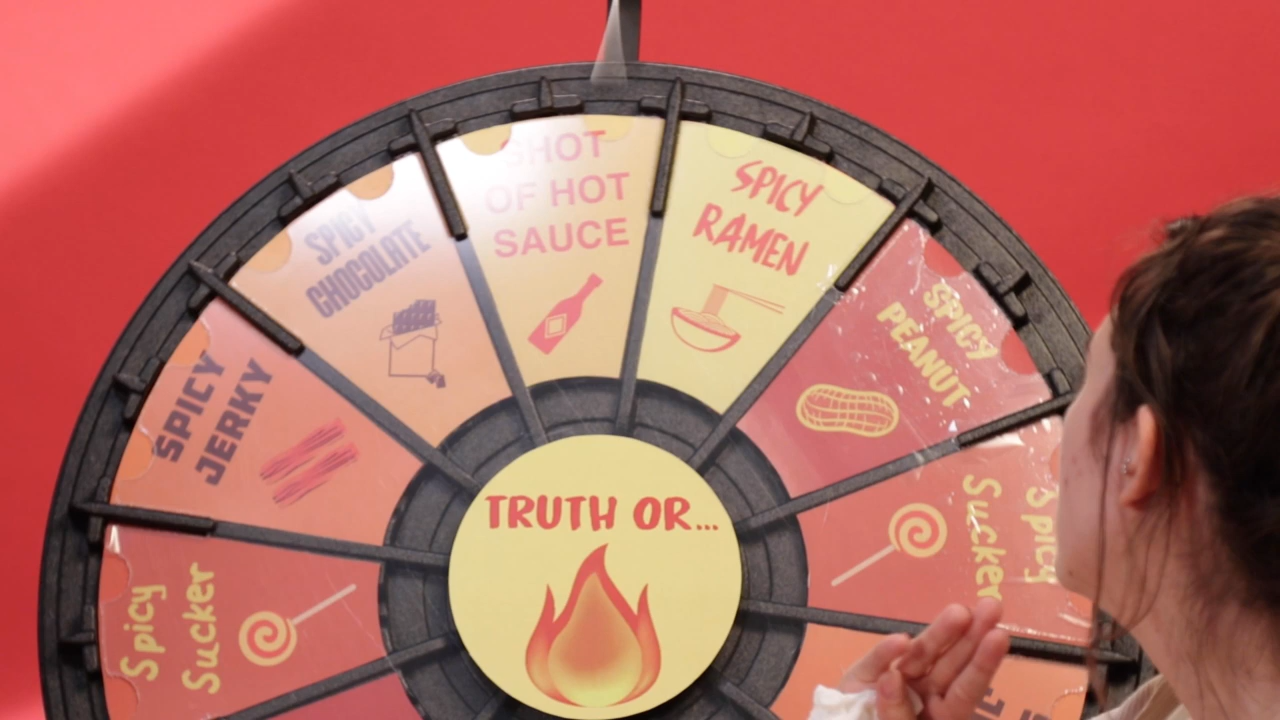 SHOT
OF HOT
SAUCE
SPICY
RAMEN
SPICY
CHOCOLATE
SPICY
PEANUT
SPICY
JERKY
Spicy
Sucker
TRUTH OR...
Spicy
Sucker